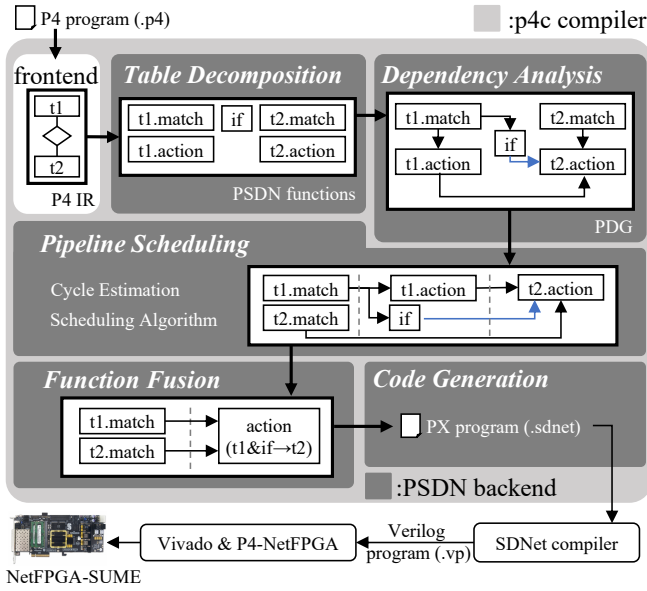 P4 program (.p4)
:p4c compiler
frontend
t1
t2
P4 IR
Table Decomposition
t1.match
if
t2.match
t1.action
t2.action
PSDN functions
Dependency Analysis
t1.match
t2.match
if
t1.action
t2.action
PDG
Pipeline Scheduling
Cycle Estimation
Scheduling Algorithm
t1.match
t1.action
t2.action
t2.match
if
Function Fusion
t1.match
t2.match
action
(t1&if→t2)
Code Generation
PX program (.sdnet)
:PSDN backend
NetFPGA-SUME
Vivado & P4-NetFPGA
Verilog
program (.vp)
SDNet compiler